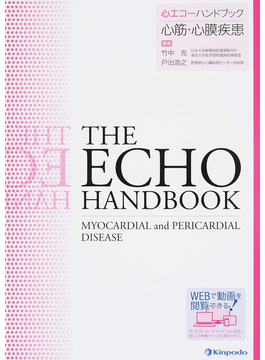 心エコーハンドブック
心筋・心膜疾患
編集
竹中 克
戸出浩之
THE
ECHO
HANDBOOK
MYOCARDIAL and PERICARDIAL
DISEASE
WEBで動画を
閲覧できる!
Kinpodo